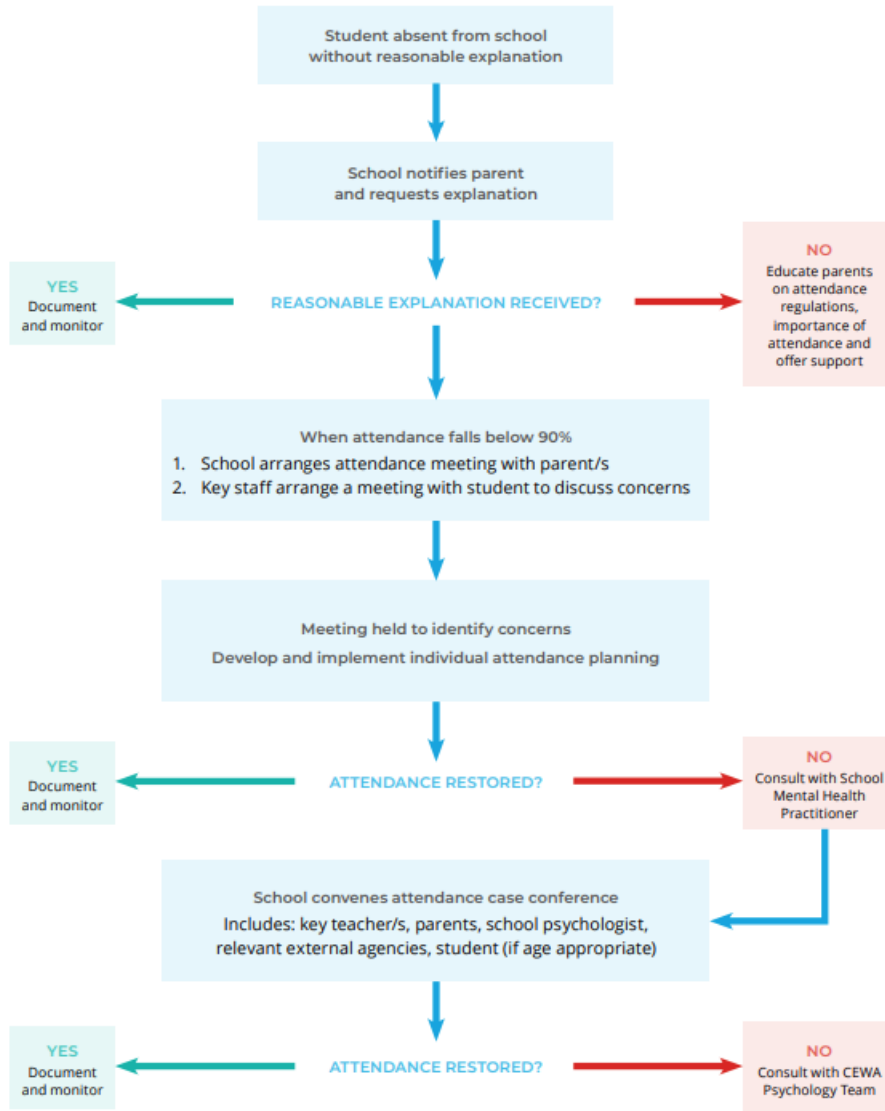 Student absent from school
without reasonable explanation
School notifies parent
and requests explanation
YES
Document
and monitor
REASONABLE EXPLANATION RECEIVED?
NO
Educate parents
on attendance
regulations,
importance of
attendance and
offer support
When attendance falls below 90%
1. School arranges attendance meeting with parent/s
2. Key staff arrange a meeting with student to discuss concerns
Meeting held to identify concerns
Develop and implement individual attendance planning
YES
Document
and monitor
ATTENDANCE RESTORED?
NO
Consult with School
Mental Health
Practitioner
School convenes attendance case conference
Includes: key teacher/s, parents, school psychologist,
relevant external agencies, student (if age appropriate)
YES
Document
and monitor
ATTENDANCE RESTORED?
NO
Consult with CEWA
Psychology Team